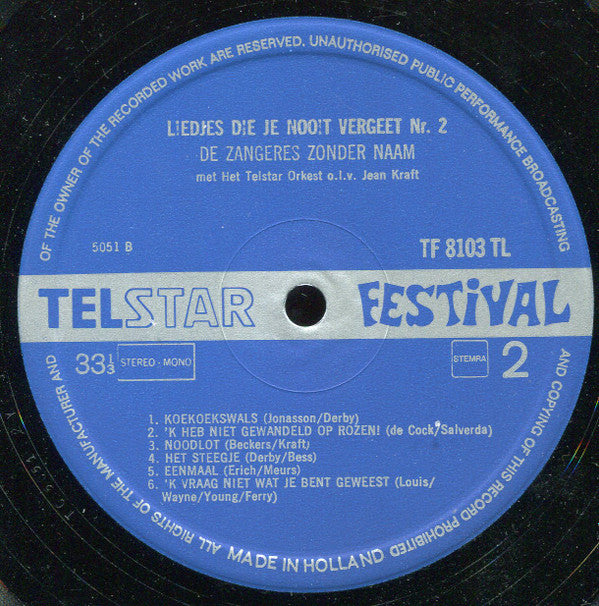 ALL RIGHTS OF THE MANUFACTURER AND OF THE OWNER OF THE RECORDED WORK ARE RESERVED. UNAUTHORISED PUBLIC PERFORMANCE BROADCASTING AND COPYING OF THIS RECORD PROHIBITED
LIEDJES DIE JE NOOIT VERGEET Nr. 2
DE ZANGERES ZONDER NAAM
met Het Telstar Orkest o.l.v. Jean Kraft
5051 B
TF 8103 TL
TELSTAR FESTiVAL
33⅓ STEREO - MONO
STEMRA 2
1. KOEKOEKSWALS (Jonasson/Derby)
2. 'K HEB NIET GEWANDELD OP ROZEN! (de Cock/Salverda)
3. NOODLOT (Beckers/Kraft)
4. HET STEEGJE (Derby/Bess)
5. EENMAAL (Erich/Meurs)
6. 'K VRAAG NIET WAT JE BENT GEWEEST (Louis/
Wayne/Young/Ferry)
MADE IN HOLLAND